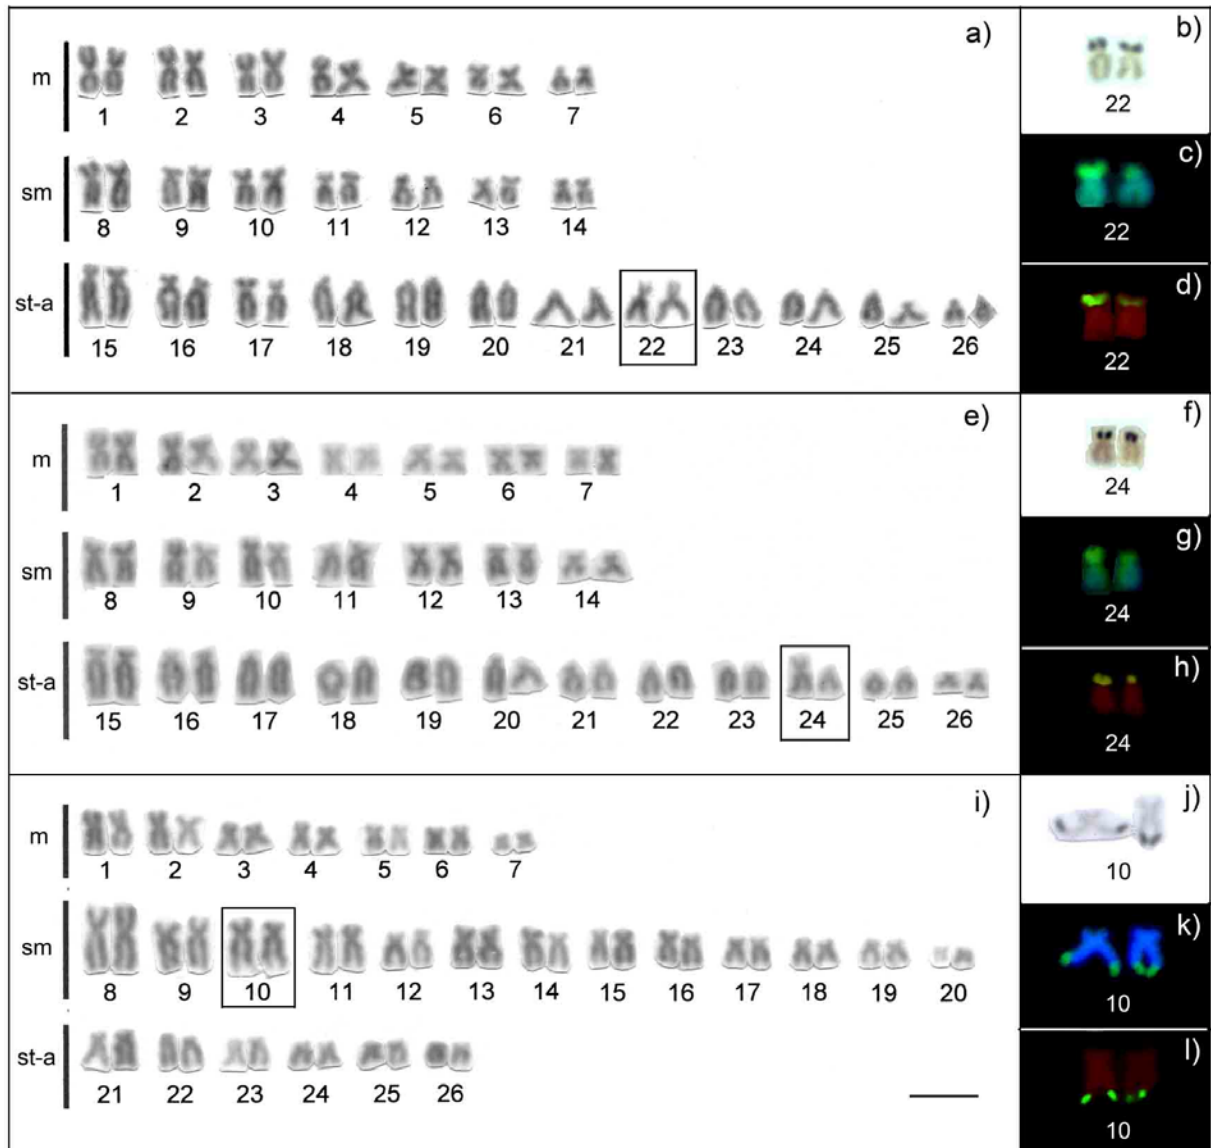 a)
m
1 2 3 4 5 6 7
sm
8 9 10 11 12 13 14
st-a
15 16 17 18 19 20 21 22 23 24 25 26
b)
22
c)
22
d)
22
e)
m
1 2 3 4 5 6 7
sm
8 9 10 11 12 13 14
st-a
15 16 17 18 19 20 21 22 23 24 25 26
f)
24
g)
24
h)
24
i)
m
1 2 3 4 5 6 7
sm
8 9 10 11 12 13 14 15 16 17 18 19 20
st-a
21 22 23 24 25 26
j)
10
k)
10
l)
10